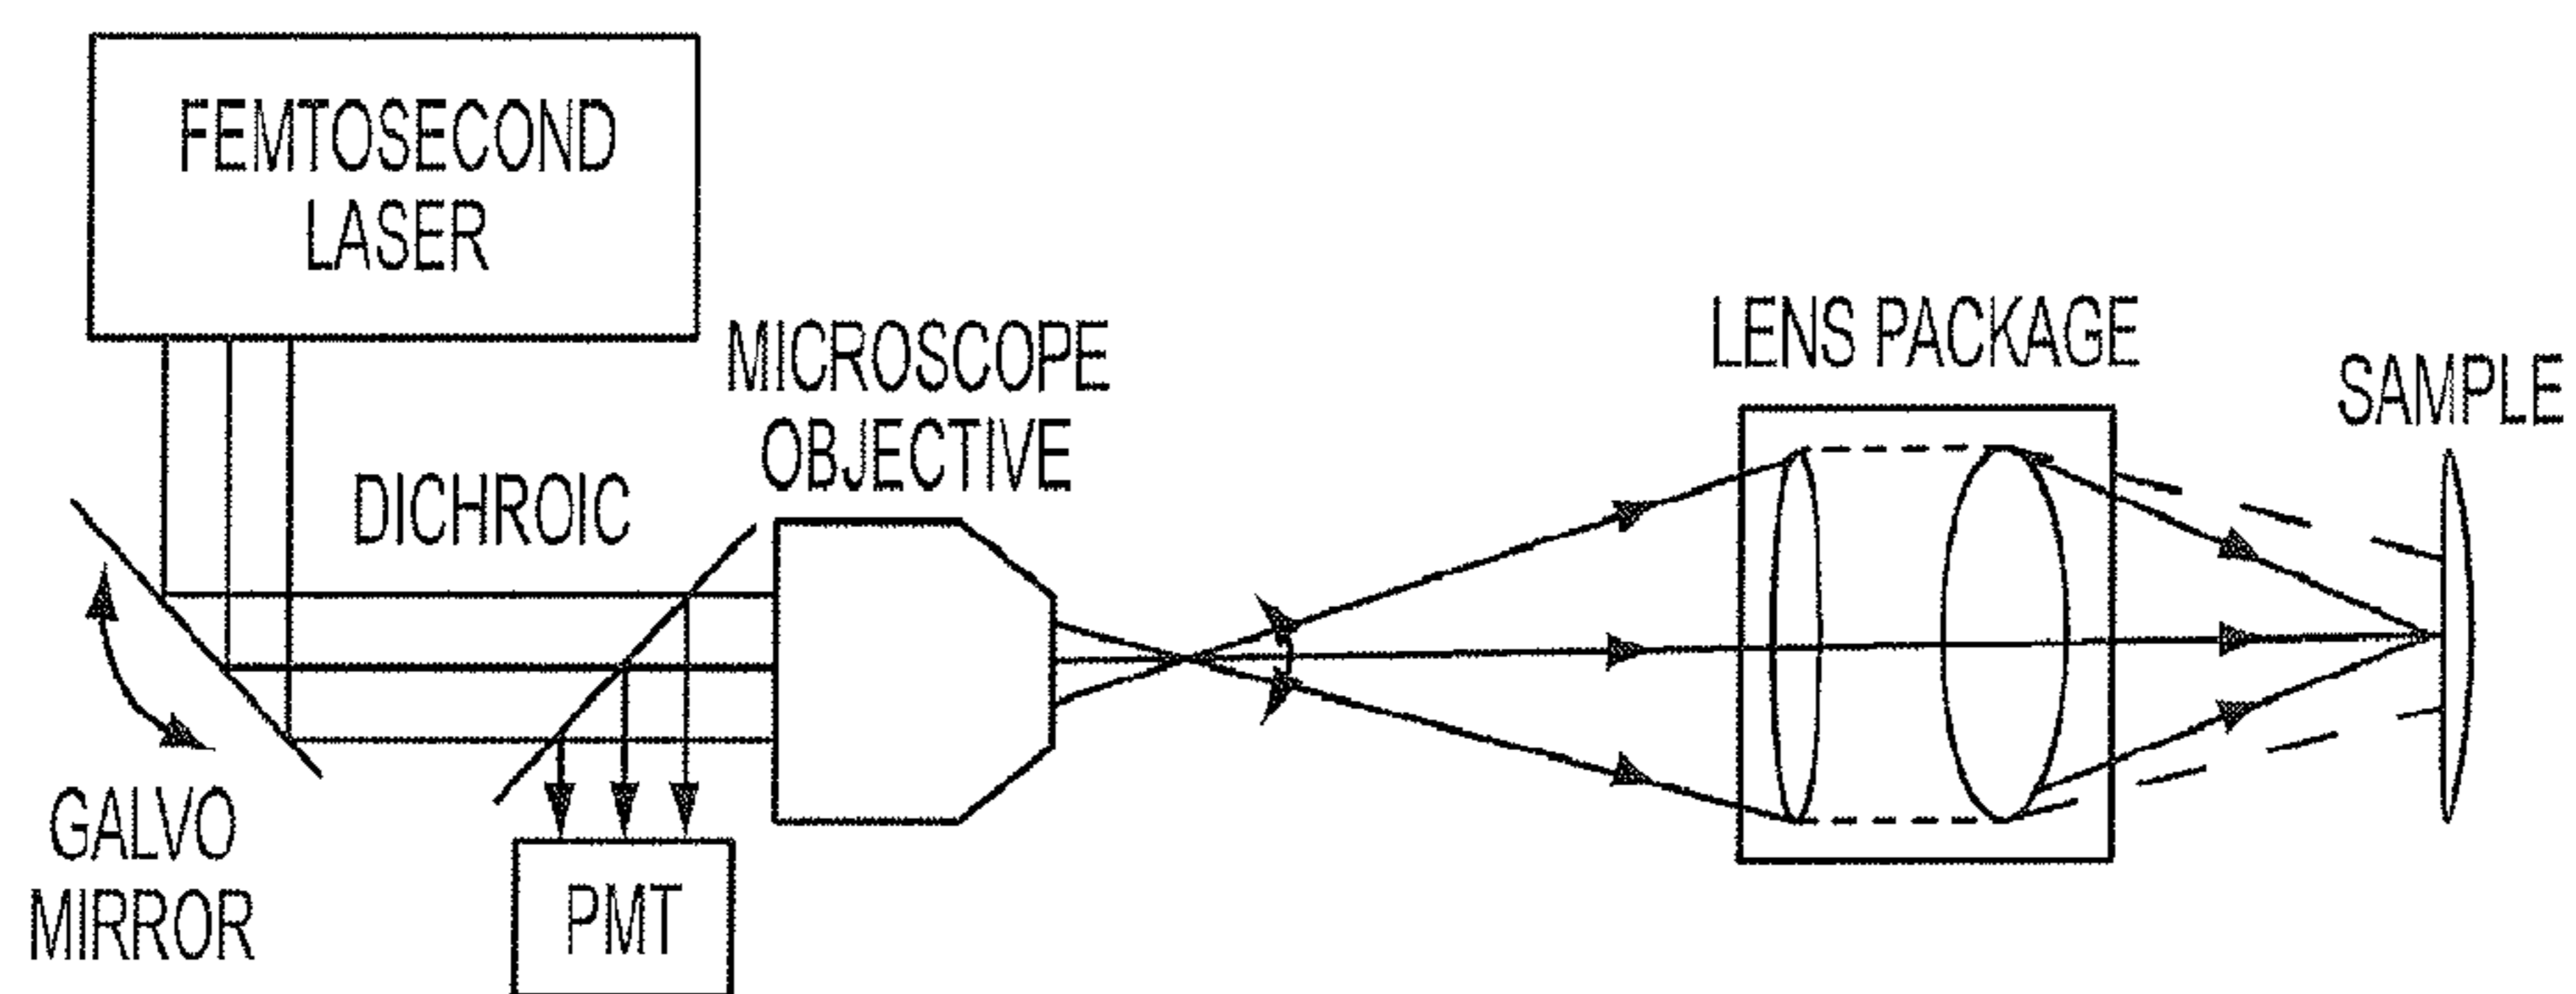 FEMTOSECOND
LASER
DICHROIC
MICROSCOPE
OBJECTIVE
LENS PACKAGE
SAMPLE
GALVO
MIRROR
PMT